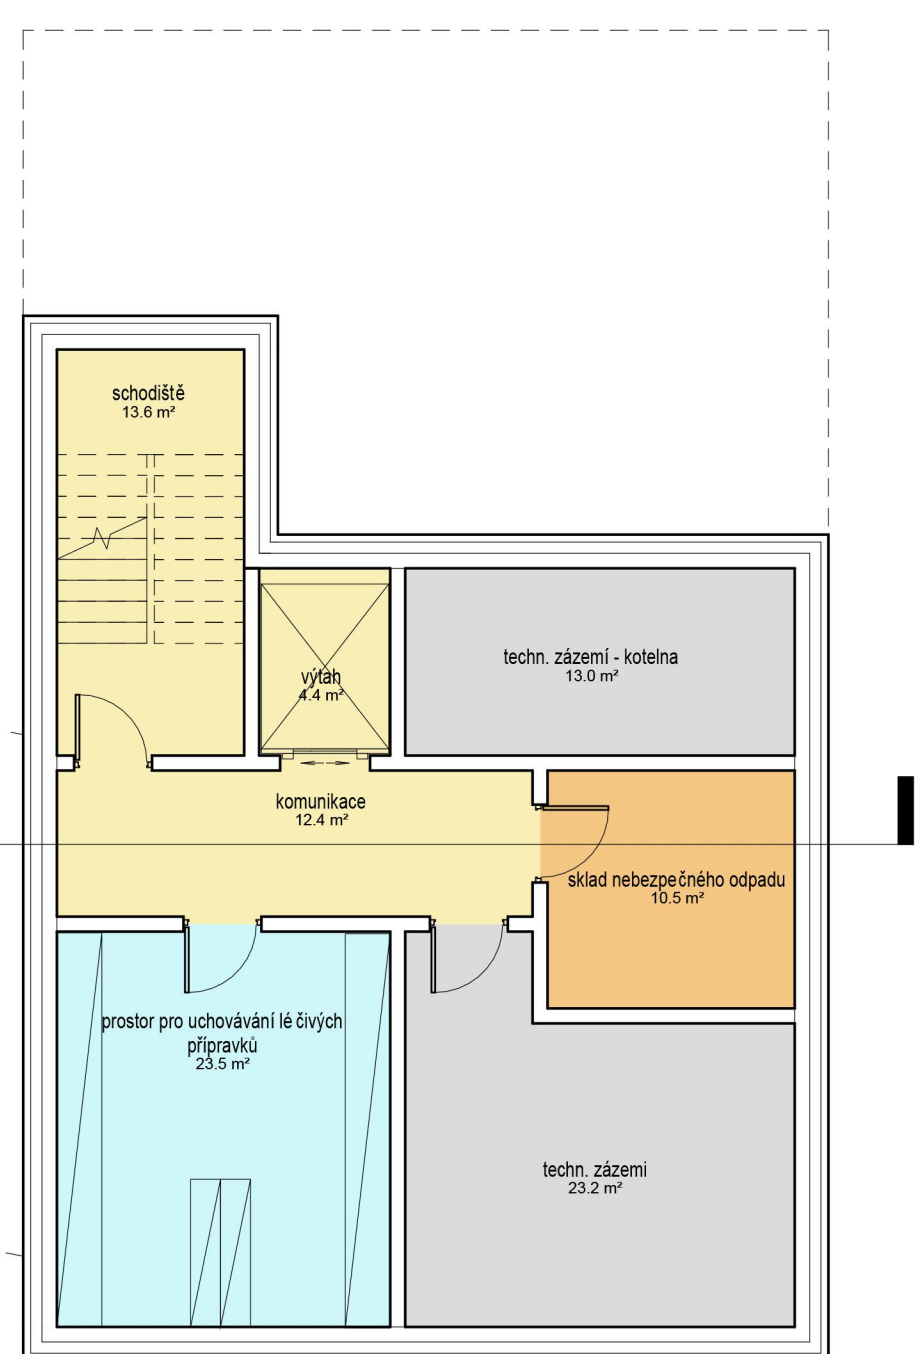 schodiště
13.6 m²
techn. zázemí - kotelna
13.0 m²
výtah
4.4 m²
komunikace
12.4 m²
sklad nebezpečného odpadu
10.5 m²
prostor pro uchovávání lé čivých
přípravků
23.5 m²
techn. zázemi
23.2 m²